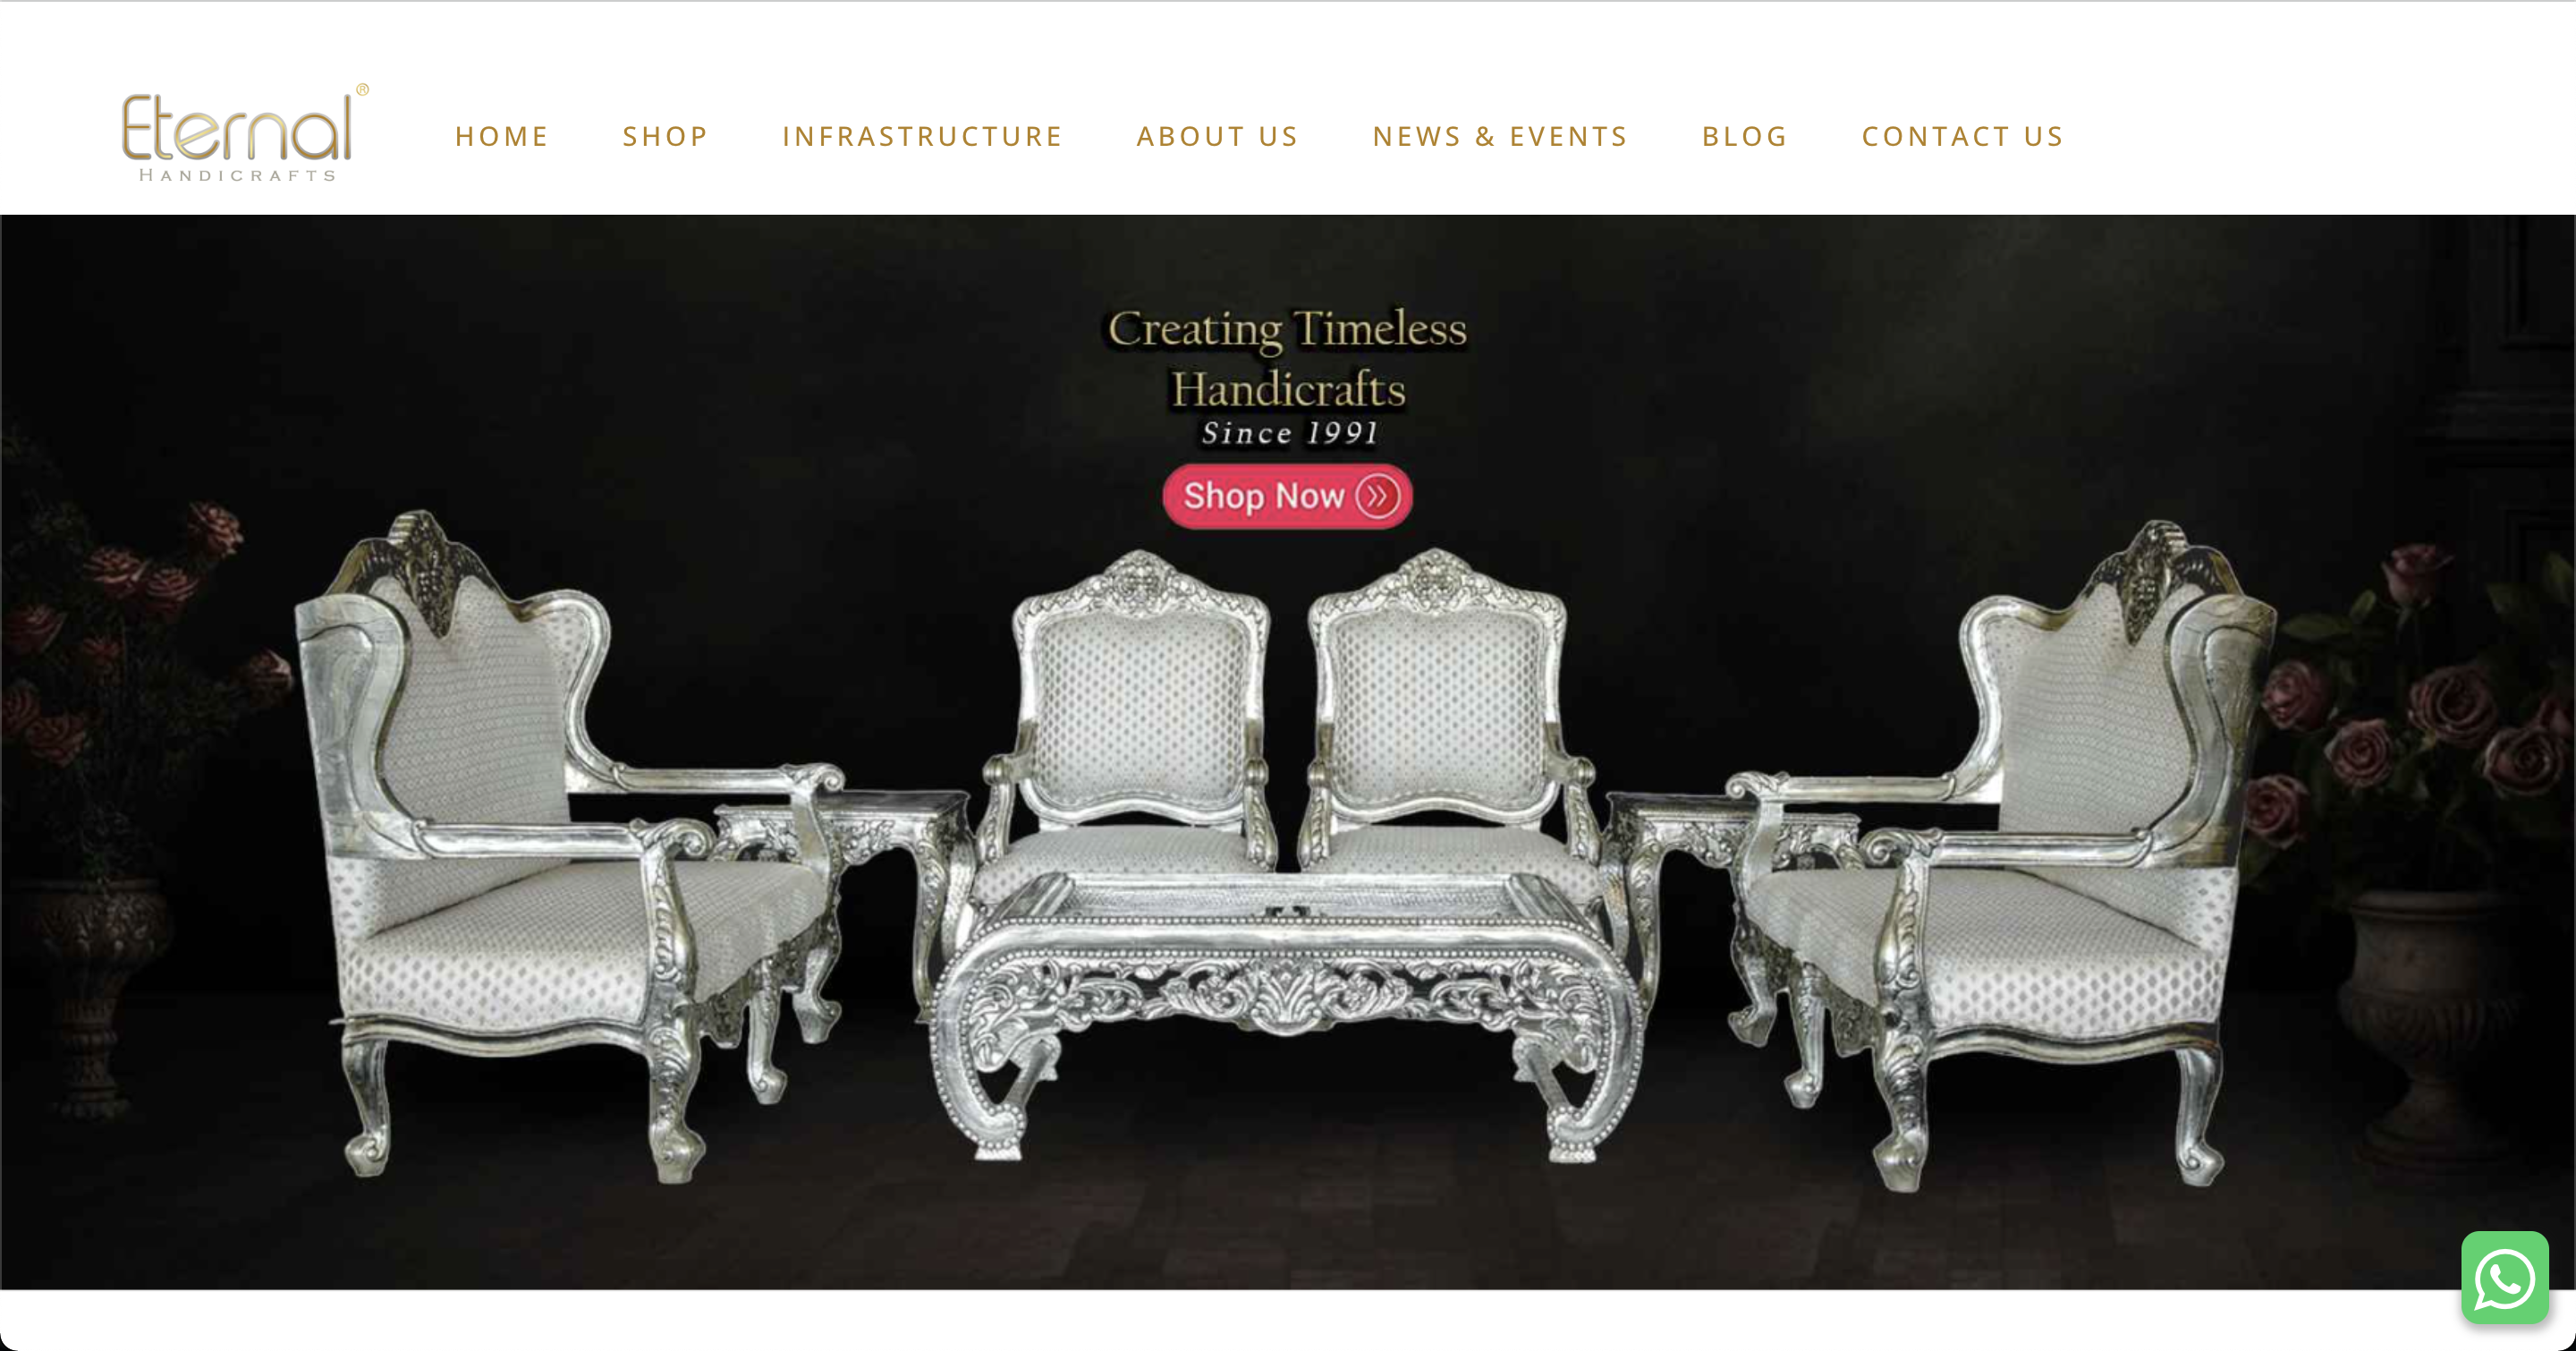 Eternal®
HANDICRAFTS
HOME
SHOP
INFRASTRUCTURE
ABOUT US
NEWS & EVENTS
BLOG
CONTACT US
Creating Timeless
Handicrafts
Since 1991
Shop Now